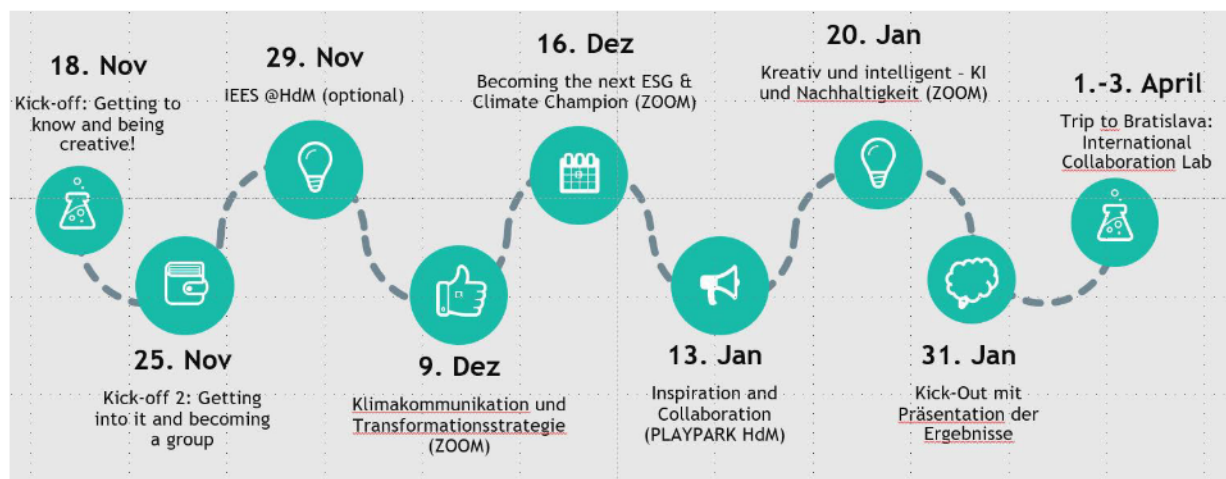 18. Nov
Kick-off: Getting to
know and being
creative!
25. Nov
Kick-off 2: Getting
into it and becoming
a group
29. Nov
iEES @HdM (optional)
9. Dez
Klimakommunikation und
Transformationsstrategie
(ZOOM)
16. Dez
Becoming the next ESG &
Climate Champion (ZOOM)
13. Jan
Inspiration and
Collaboration
(PLAYPARK HdM)
20. Jan
Kreativ und intelligent - KI
und Nachhaltigkeit (ZOOM)
31. Jan
Kick-Out mit
Präsentation der
Ergebnisse
1.-3. April
Trip to Bratislava:
International
Collaboration Lab